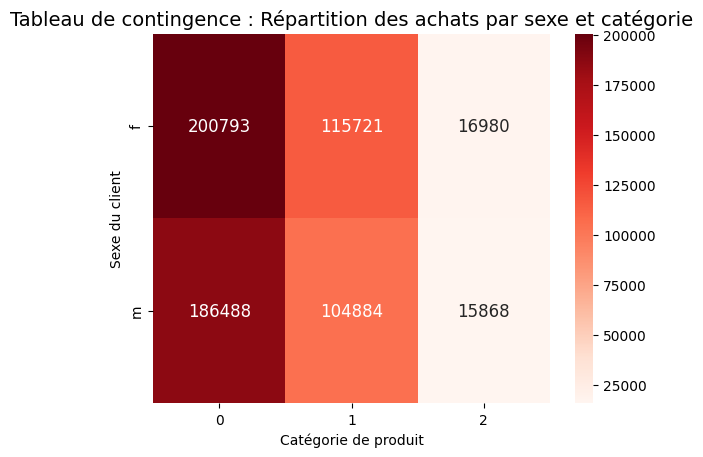 Tableau de contingence : Répartition des achats par sexe et catégorie
200793 115721 16980
186488 104884 15868
f
m
Sexe du client
0 1 2
Catégorie de produit
200000
175000
150000
125000
100000
75000
50000
25000